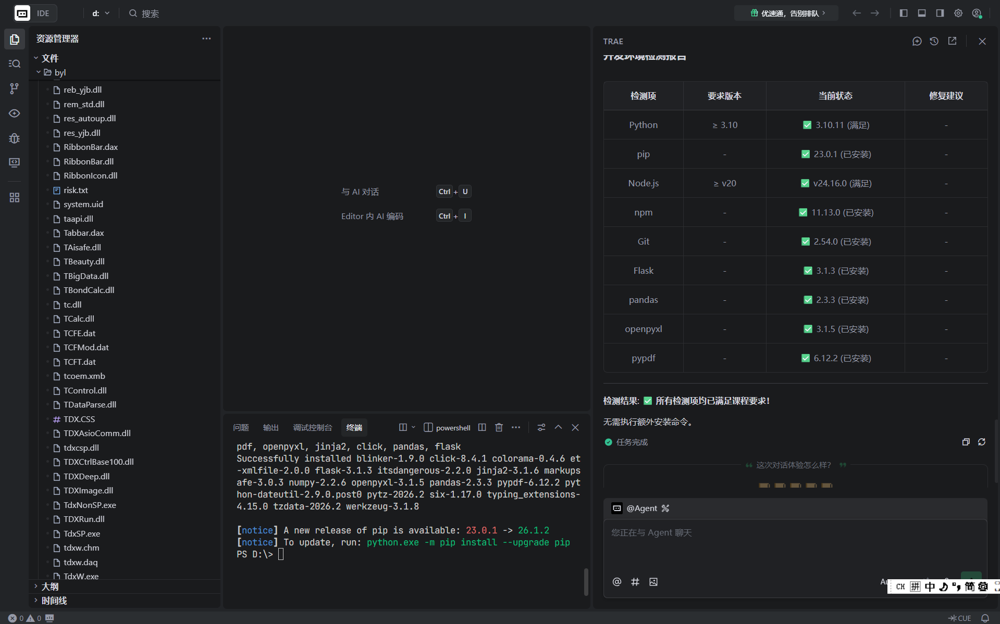 IDE
d:
搜索
优速通，告别排队
资源管理器
文件
byl
reb_yjb.dll
rem_std.dll
res_autoup.dll
res_yjb.dll
RibbonBar.dax
RibbonBar.dll
RibbonIcon.dll
risk.txt
system.uid
taapi.dll
Tabbar.dax
TAisafe.dll
TBeauty.dll
TBigData.dll
TBondCalc.dll
tc.dll
TCalc.dll
TCFE.dat
TCFMod.dat
TCFT.dat
tcoem.xmb
TControl.dll
TDataParse.dll
TDX.CSS
TDXAsioComm.dll
tdxcsp.dll
TDXCtrlBase100.dll
TDXDeep.dll
TDXImage.dll
TdxNonSP.exe
TDXRun.dll
TdxSP.exe
tdxw.chm
tdxw.daq
TdxW.exe
大纲
时间线
与 AI 对话 Ctrl + U
Editor 内 AI 编码 Ctrl + I
问题 输出 调试控制台 终端 powershell
pdf, openpyxl, jinja2, click, pandas, flask
Successfully installed blinker-1.9.0 click-8.4.1 colorama-0.4.6 et
-xmlfile-2.0.0 flask-3.1.3 itsdangerous-2.2.0 jinja2-3.1.6 markups
afe-3.0.3 numpy-2.2.6 openpyxl-3.1.5 pandas-2.3.3 pypdf-6.12.2 pyt
hon-dateutil-2.9.0.post0 pytz-2026.2 six-1.17.0 typing_extensions-
4.15.0 tzdata-2026.2 werkzeug-3.1.8
[notice] A new release of pip is available: 23.0.1 -> 26.1.2
[notice] To update, run: python.exe -m pip install --upgrade pip
PS D:\>
TRAE
开发环境检测报告
检测项 要求版本 当前状态 修复建议
Python ≥ 3.10 ✅ 3.10.11 (满足) -
pip - ✅ 23.0.1 (已安装) -
Node.js ≥ v20 ✅ v24.16.0 (满足) -
npm - ✅ 11.13.0 (已安装) -
Git - ✅ 2.54.0 (已安装) -
Flask - ✅ 3.1.3 (已安装) -
pandas - ✅ 2.3.3 (已安装) -
openpyxl - ✅ 3.1.5 (已安装) -
pypdf - ✅ 6.12.2 (已安装) -
检测结果: ✅ 所有检测项均已满足课程要求!
无需执行额外安装命令。
任务完成
这次对话体验怎么样?
@Agent
您正在与 Agent 聊天
CH 拼 中 简
0 0
CUE